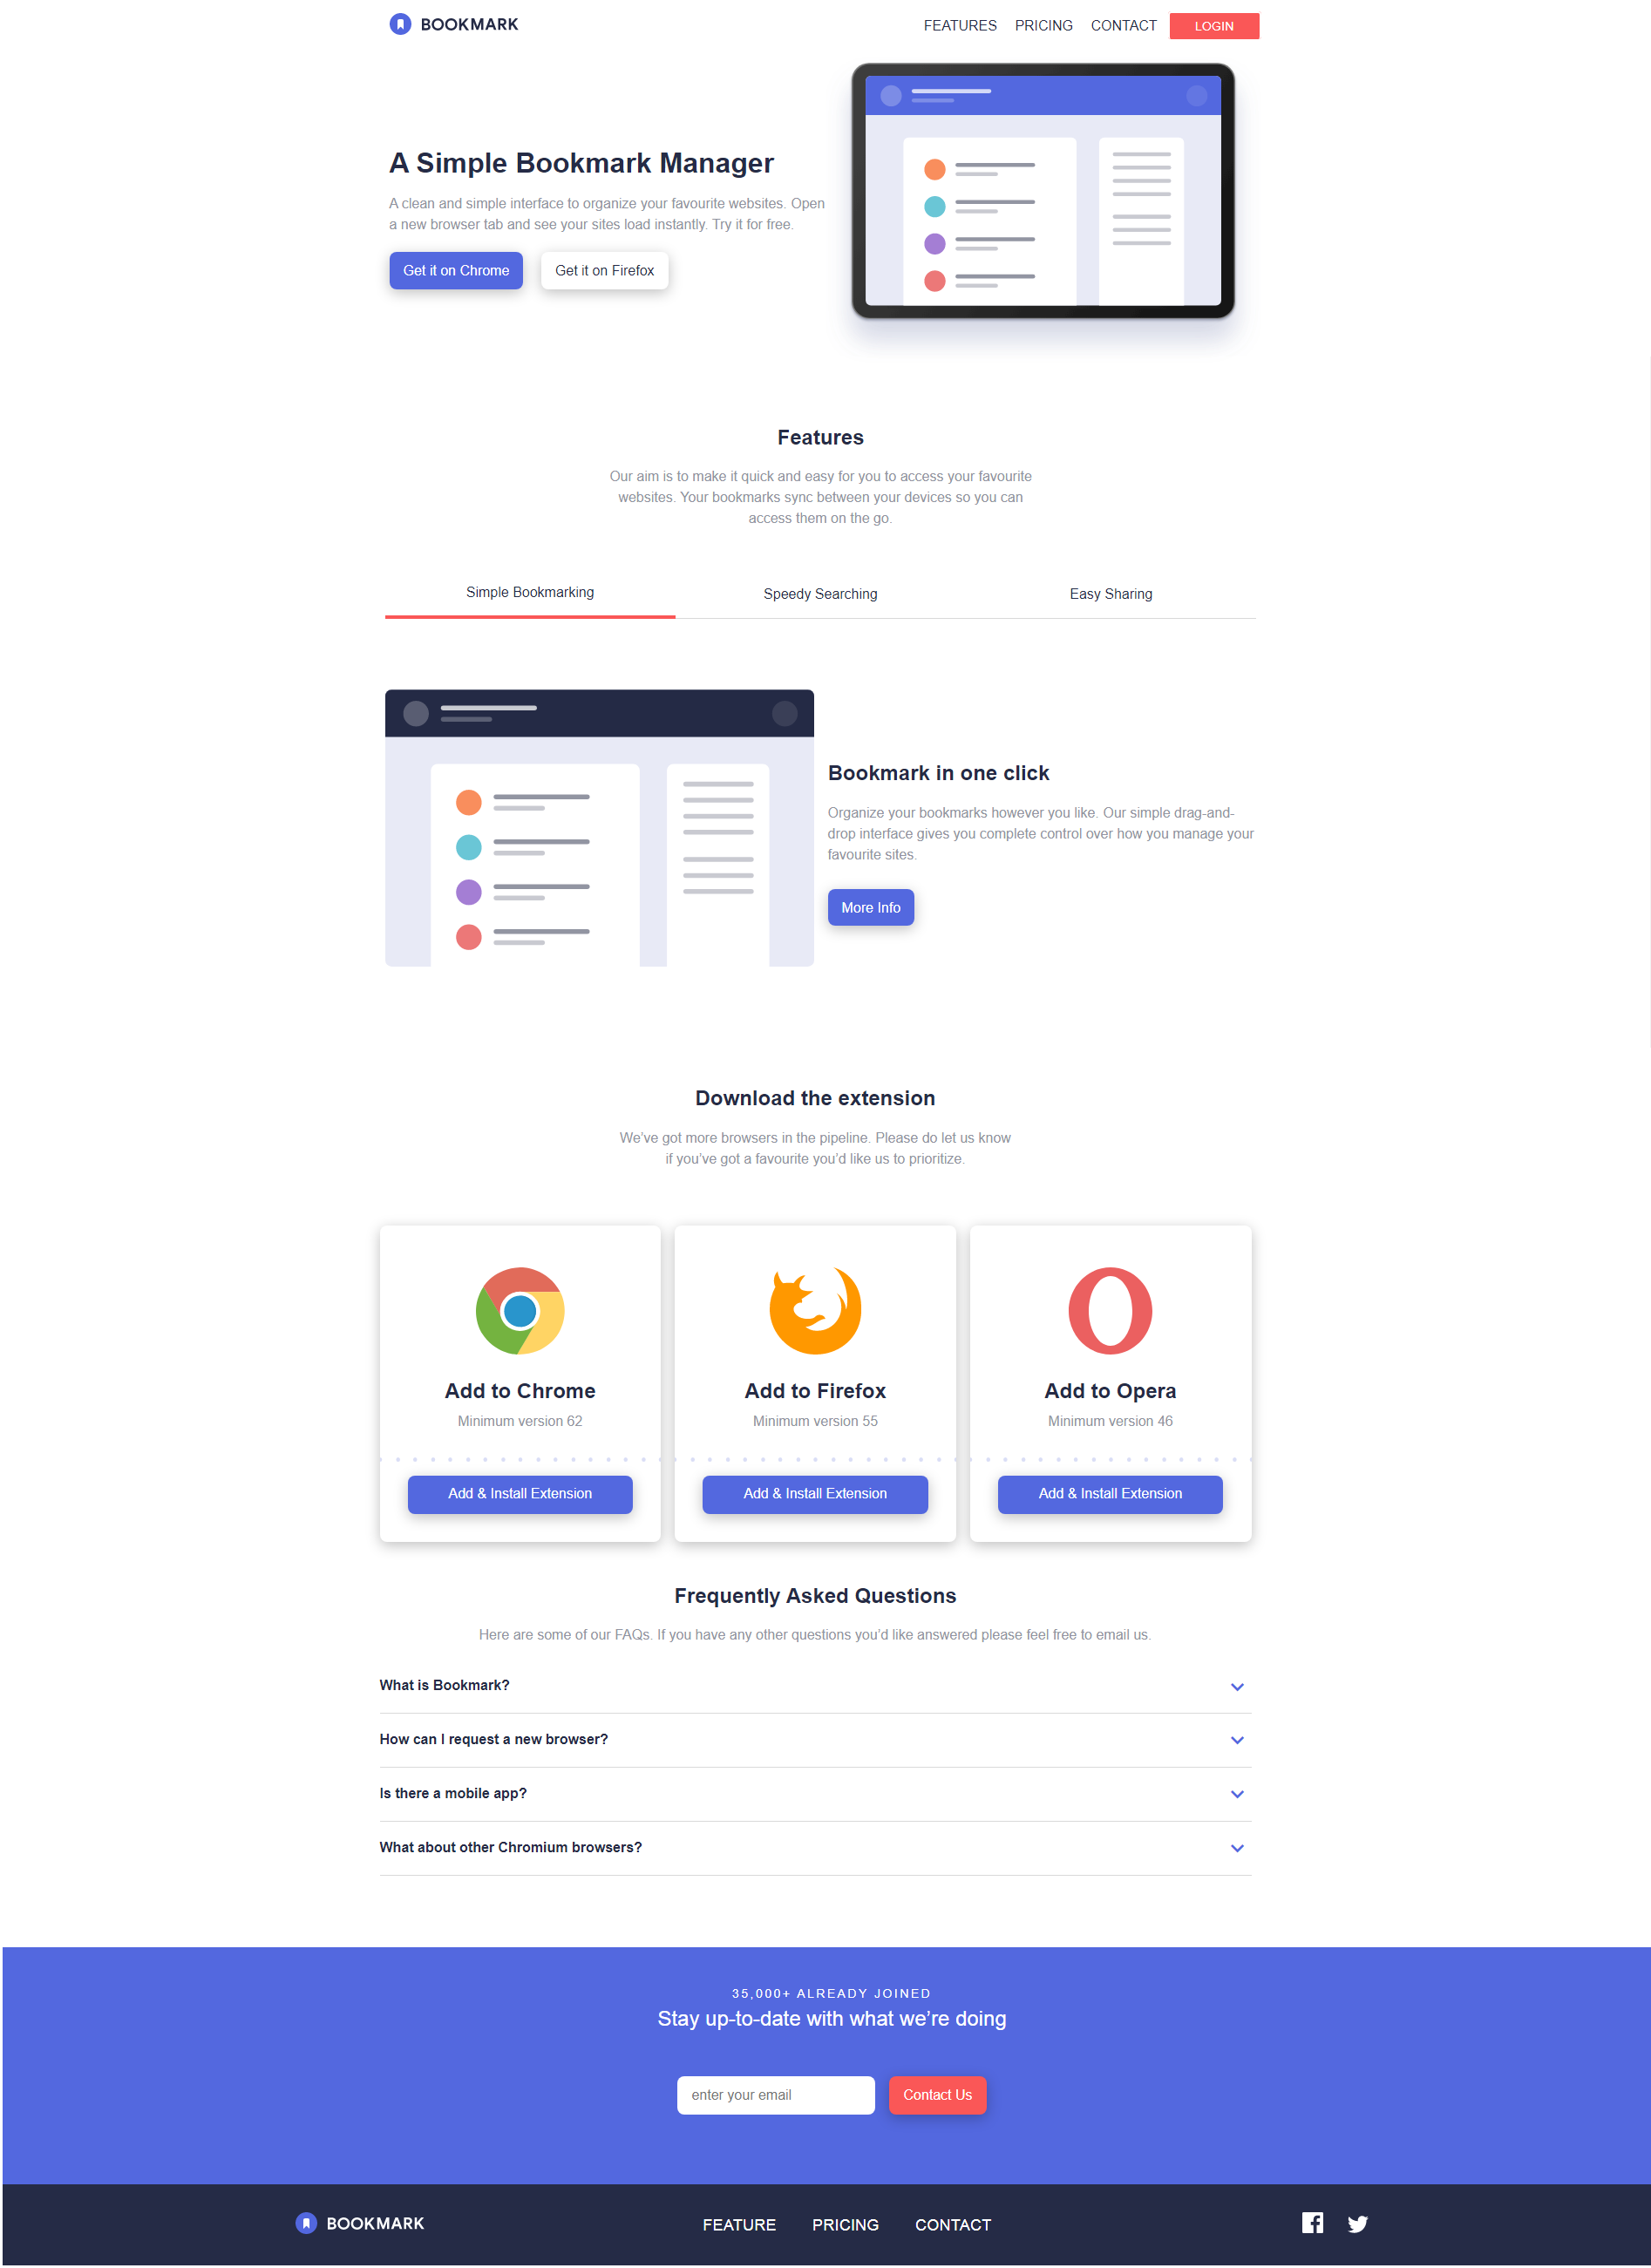 BOOKMARK
FEATURES PRICING CONTACT LOGIN
A Simple Bookmark Manager
A clean and simple interface to organize your favourite websites. Open
a new browser tab and see your sites load instantly. Try it for free.
Get it on Chrome Get it on Firefox
Features
Our aim is to make it quick and easy for you to access your favourite
websites. Your bookmarks sync between your devices so you can
access them on the go.
Simple Bookmarking Speedy Searching Easy Sharing
Bookmark in one click
Organize your bookmarks however you like. Our simple drag-and-
drop interface gives you complete control over how you manage your
favourite sites.
More Info
Download the extension
We’ve got more browsers in the pipeline. Please do let us know
if you’ve got a favourite you’d like us to prioritize.
Add to Chrome
Minimum version 62
Add & Install Extension
Add to Firefox
Minimum version 55
Add & Install Extension
Add to Opera
Minimum version 46
Add & Install Extension
Frequently Asked Questions
Here are some of our FAQs. If you have any other questions you’d like answered please feel free to email us.
What is Bookmark?
How can I request a new browser?
Is there a mobile app?
What about other Chromium browsers?
35,000+ ALREADY JOINED
Stay up-to-date with what we’re doing
enter your email Contact Us
BOOKMARK FEATURE PRICING CONTACT